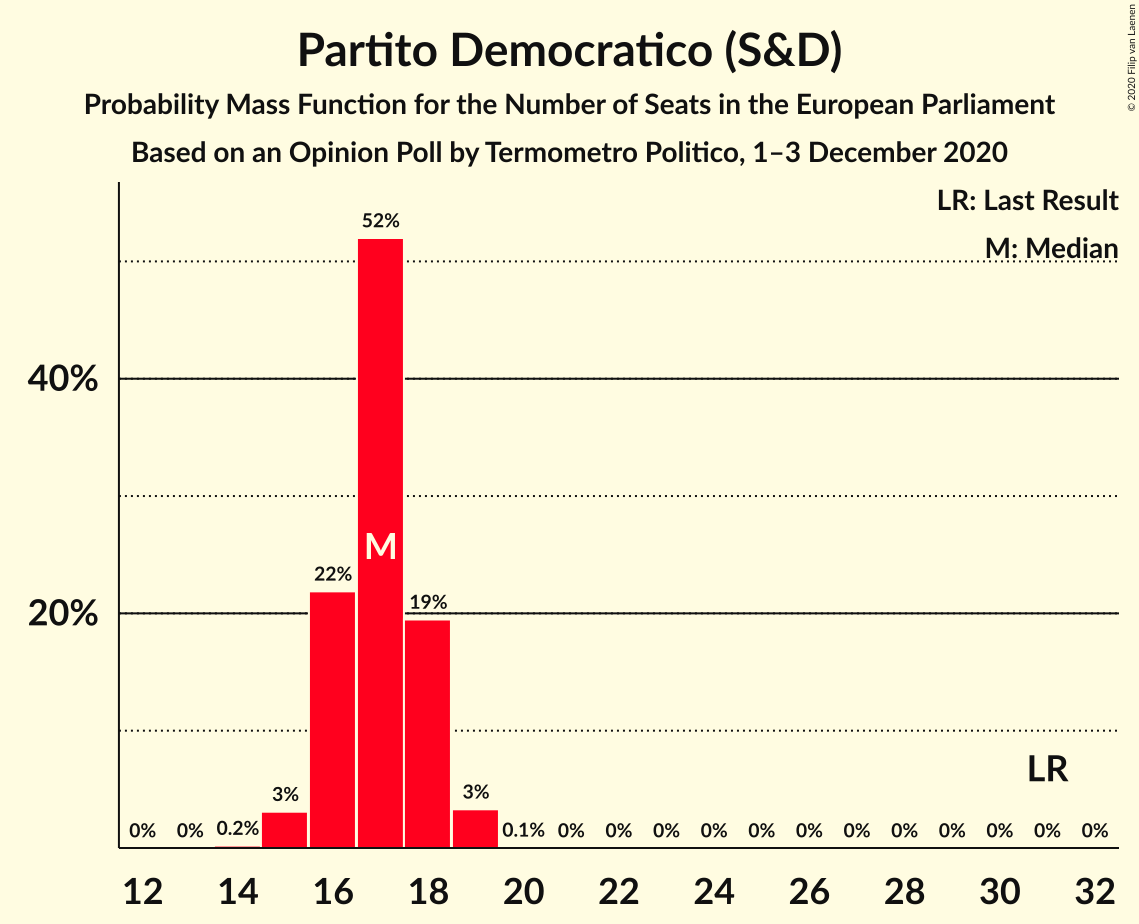 Partito Democratico (S&D)
Probability Mass Function for the Number of Seats in the European Parliament
Based on an Opinion Poll by Termometro Politico, 1–3 December 2020
© 2020 Filip van Laenen
LR: Last Result
M: Median
52%
40%
M
22%
19%
20%
LR
3%
3%
0% 0% 0.2% 0.1% 0% 0% 0% 0% 0% 0% 0% 0% 0% 0% 0% 0%
12 14 16 18 20 22 24 26 28 30 32